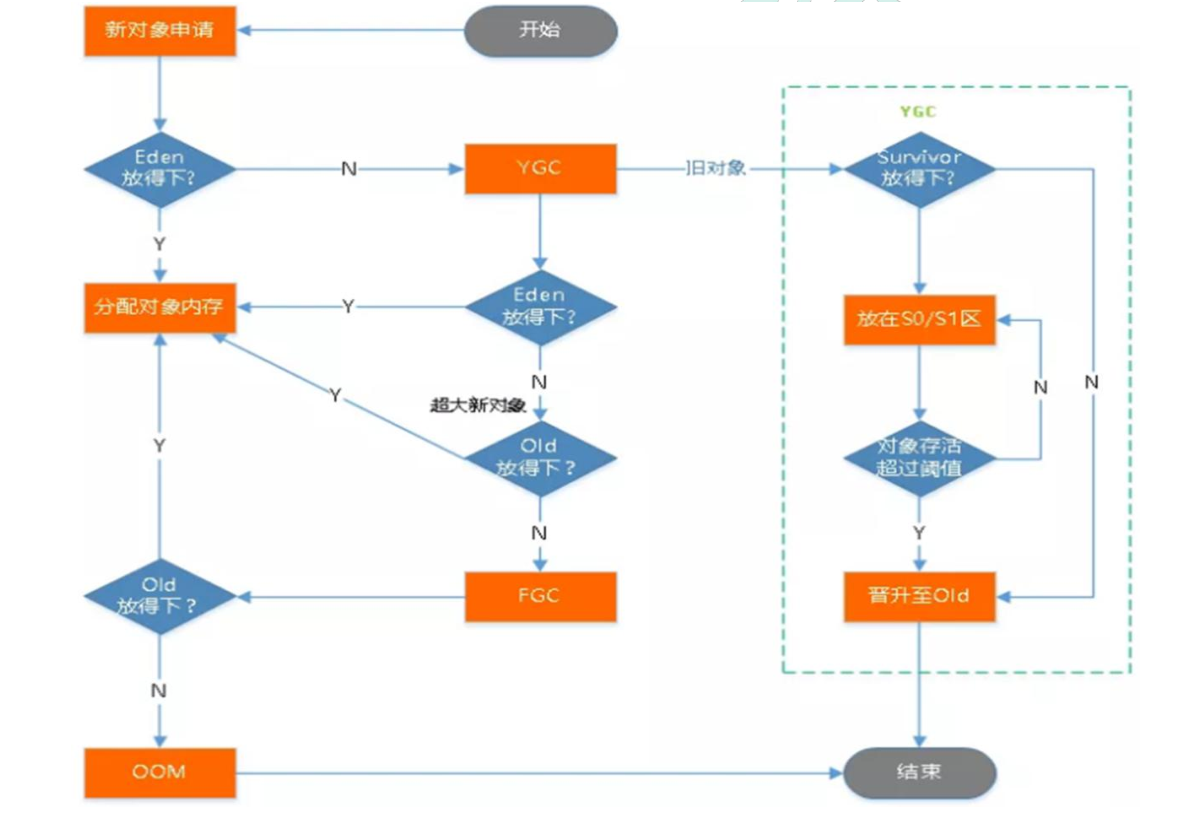 新对象申请
开始
YGC
Eden
放得下?
N
YGC
旧对象
Survivor
放得下?
Y
分配对象内存
Y
Eden
放得下?
放在S0/S1区
N
Y
超大新对象
N
N
Y
Old
放得下？
对象存活
超过阈值
N
Y
Old
放得下？
FGC
晋升至Old
N
OOM
结束